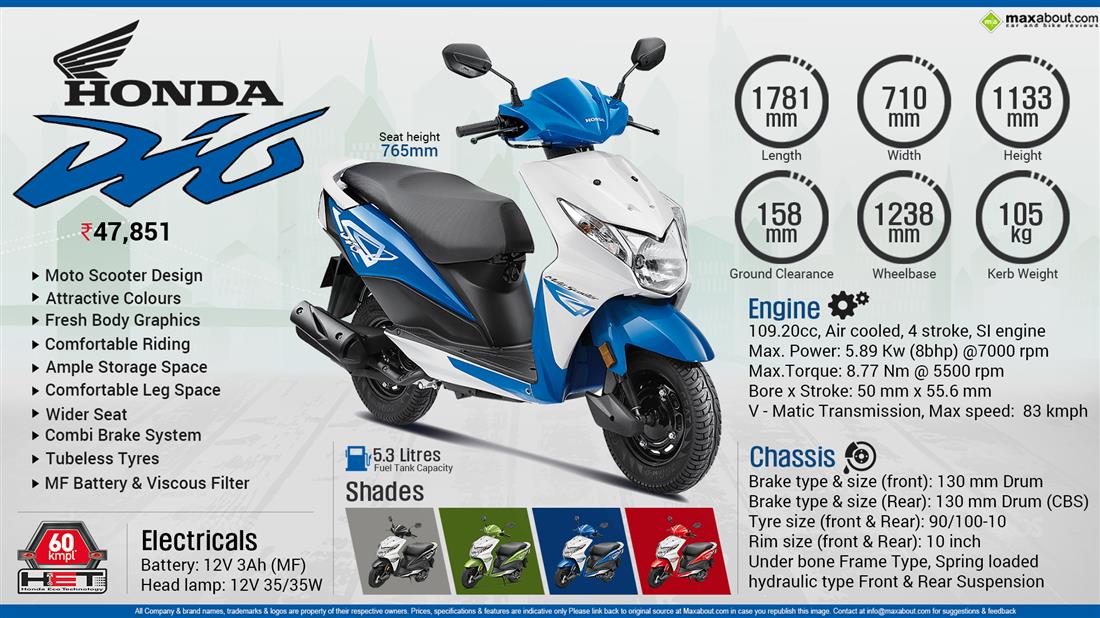 maxabout.com
car and bike reviews
HONDA
Dio
₹47,851
▸ Moto Scooter Design
▸ Attractive Colours
▸ Fresh Body Graphics
▸ Comfortable Riding
▸ Ample Storage Space
▸ Comfortable Leg Space
▸ Wider Seat
▸ Combi Brake System
▸ Tubeless Tyres
▸ MF Battery & Viscous Filter
Seat height
765mm
HONDA
Dio
1781
mm
Length
710
mm
Width
1133
mm
Height
158
mm
Ground Clearance
1238
mm
Wheelbase
105
kg
Kerb Weight
Engine
109.20cc, Air cooled, 4 stroke, SI engine
Max. Power: 5.89 Kw (8bhp) @7000 rpm
Max.Torque: 8.77 Nm @ 5500 rpm
Bore x Stroke: 50 mm x 55.6 mm
V - Matic Transmission, Max speed: 83 kmph
Chassis
Brake type & size (front): 130 mm Drum
Brake type & size (Rear): 130 mm Drum (CBS)
Tyre size (front & Rear): 90/100-10
Rim size (front & Rear): 10 inch
Under bone Frame Type, Spring loaded
hydraulic type Front & Rear Suspension
5.3 Litres
Fuel Tank Capacity
Shades
60
kmpl
HET
Honda Eco Technology
Electricals
Battery: 12V 3Ah (MF)
Head lamp: 12V 35/35W
All Company & brand names, trademarks & logos are property of their respective owners. Prices, specifications & features are indicative only Please link back to original source at Maxabout.com in case you republish this image. Contact at info@maxabout.com for suggestions & feedback